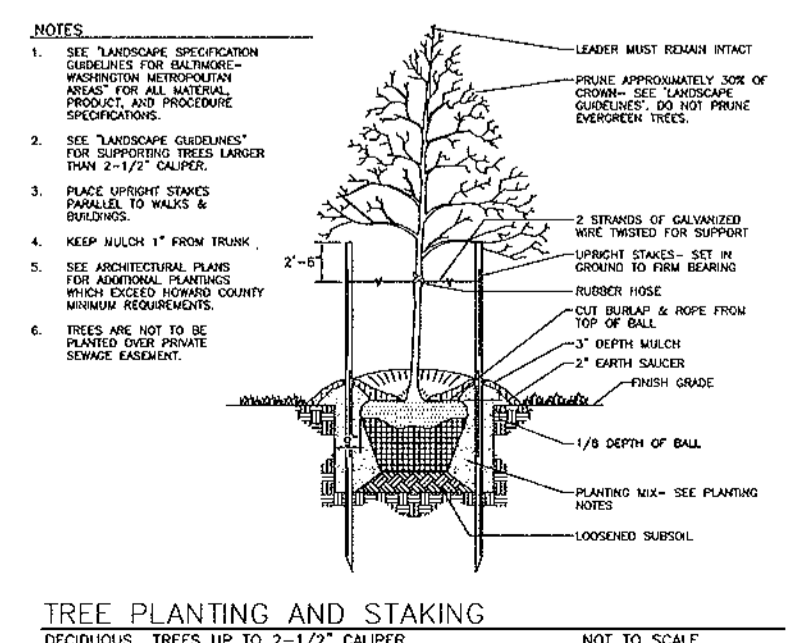 NOTES
1. SEE "LANDSCAPE SPECIFICATION
GUIDELINES FOR BALTIMORE-
WASHINGTON METROPOLITAN
AREAS" FOR ALL MATERIAL,
PRODUCT, AND PROCEDURE
SPECIFICATIONS.
2. SEE "LANDSCAPE GUIDELINES"
FOR SUPPORTING TREES LARGER
THAN 2-1/2" CALIPER.
3. PLACE UPRIGHT STAKES
PARALLEL TO WALKS &
BUILDINGS.
4. KEEP MULCH 1" FROM TRUNK.
5. SEE ARCHITECTURAL PLANS
FOR ADDITIONAL PLANTINGS
WHICH EXCEED HOWARD COUNTY
MINIMUM REQUIREMENTS.
6. TREES ARE NOT TO BE
PLANTED OVER PRIVATE
SEWAGE EASEMENT.
LEADER MUST REMAIN INTACT
PRUNE APPROXIMATELY 30% OF
CROWN- SEE "LANDSCAPE
GUIDELINES". DO NOT PRUNE
EVERGREEN TREES.
2 STRANDS OF GALVANIZED
WIRE TWISTED FOR SUPPORT
2'-6"
UPRIGHT STAKES- SET IN
GROUND TO FIRM BEARING
RUBBER HOSE
CUT BURLAP & ROPE FROM
TOP OF BALL
3" DEPTH MULCH
2" EARTH SAUCER
FINISH GRADE
1/8 DEPTH OF BALL
PLANTING MIX- SEE PLANTING
NOTES
LOOSENED SUBSOIL
TREE PLANTING AND STAKING
DECIDUOUS TREES UP TO 2-1/2" CALIPER
NOT TO SCALE